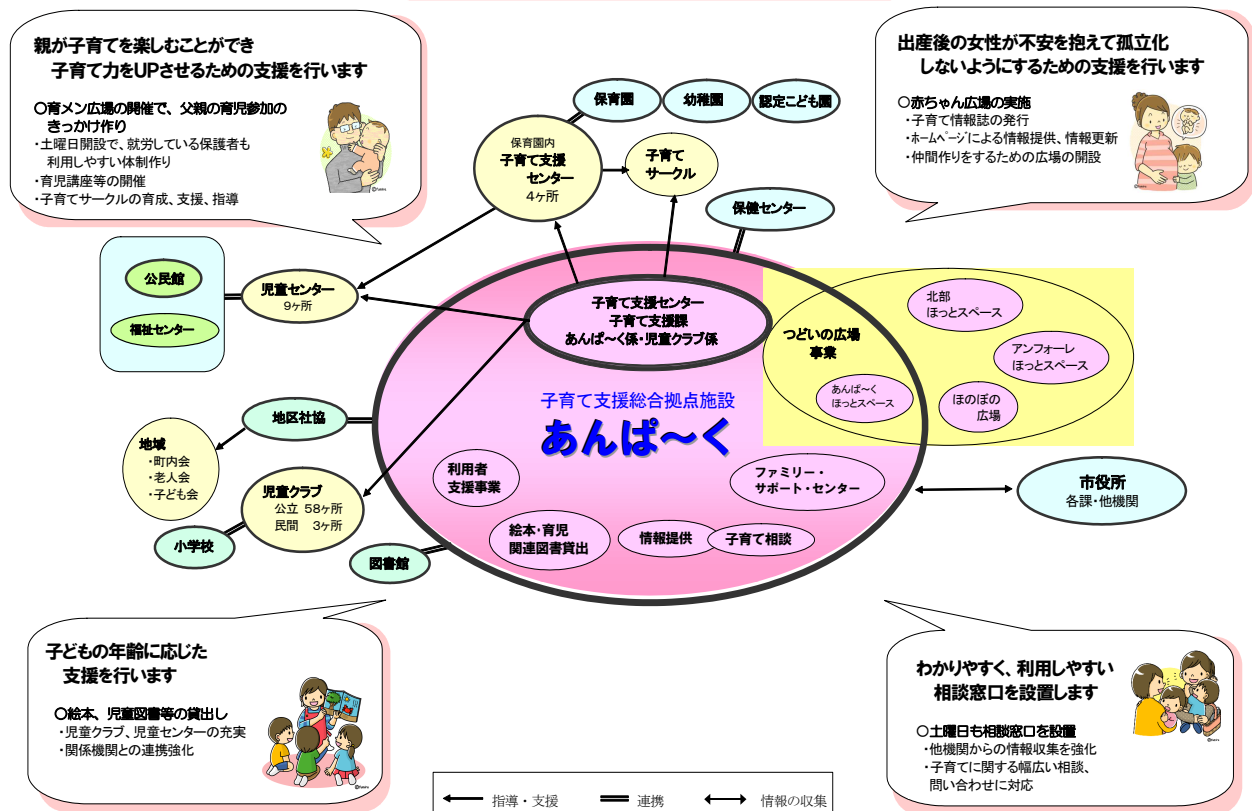 親が子育てを楽しむことができ
子育て力をUPさせるための支援を行います
○育メン広場の開催で、父親の育児参加の
きっかけ作り
・土曜日開設で、就労している保護者も
利用しやすい体制作り
・育児講座等の開催
・子育てサークルの育成、支援、指導
出産後の女性が不安を抱えて孤立化
しないようにするための支援を行います
○赤ちゃん広場の実施
・子育て情報誌の発行
・ホームページによる情報提供、情報更新
・仲間作りをするための広場の開設
保育園
幼稚園
認定こども園
保育園内
子育て支援
センター
4ヶ所
子育て
サークル
保健センター
公民館
福祉センター
児童センター
9ヶ所
子育て支援センター
子育て支援課
あんぱ~く係・児童クラブ係
つどいの広場
事業
北部
ほっとスペース
アンフォーレ
ほっとスペース
あんぱ~く
ほっとスペース
ほのぼの
広場
子育て支援総合拠点施設
あんぱ~く
地区社協
地域
・町内会
・老人会
・子ども会
児童クラブ
公立 58ヶ所
民間 3ヶ所
小学校
図書館
利用者
支援事業
絵本・育児
関連図書貸出
情報提供
子育て相談
ファミリー・
サポート・センター
市役所
各課・他機関
子どもの年齢に応じた
支援を行います
○絵本、児童図書等の貸出し
・児童クラブ、児童センターの充実
・関係機関との連携強化
わかりやすく、利用しやすい
相談窓口を設置します
○土曜日も相談窓口を設置
・他機関からの情報収集を強化
・子育てに関する幅広い相談、
問い合わせに対応
指導・支援
連携
情報の収集